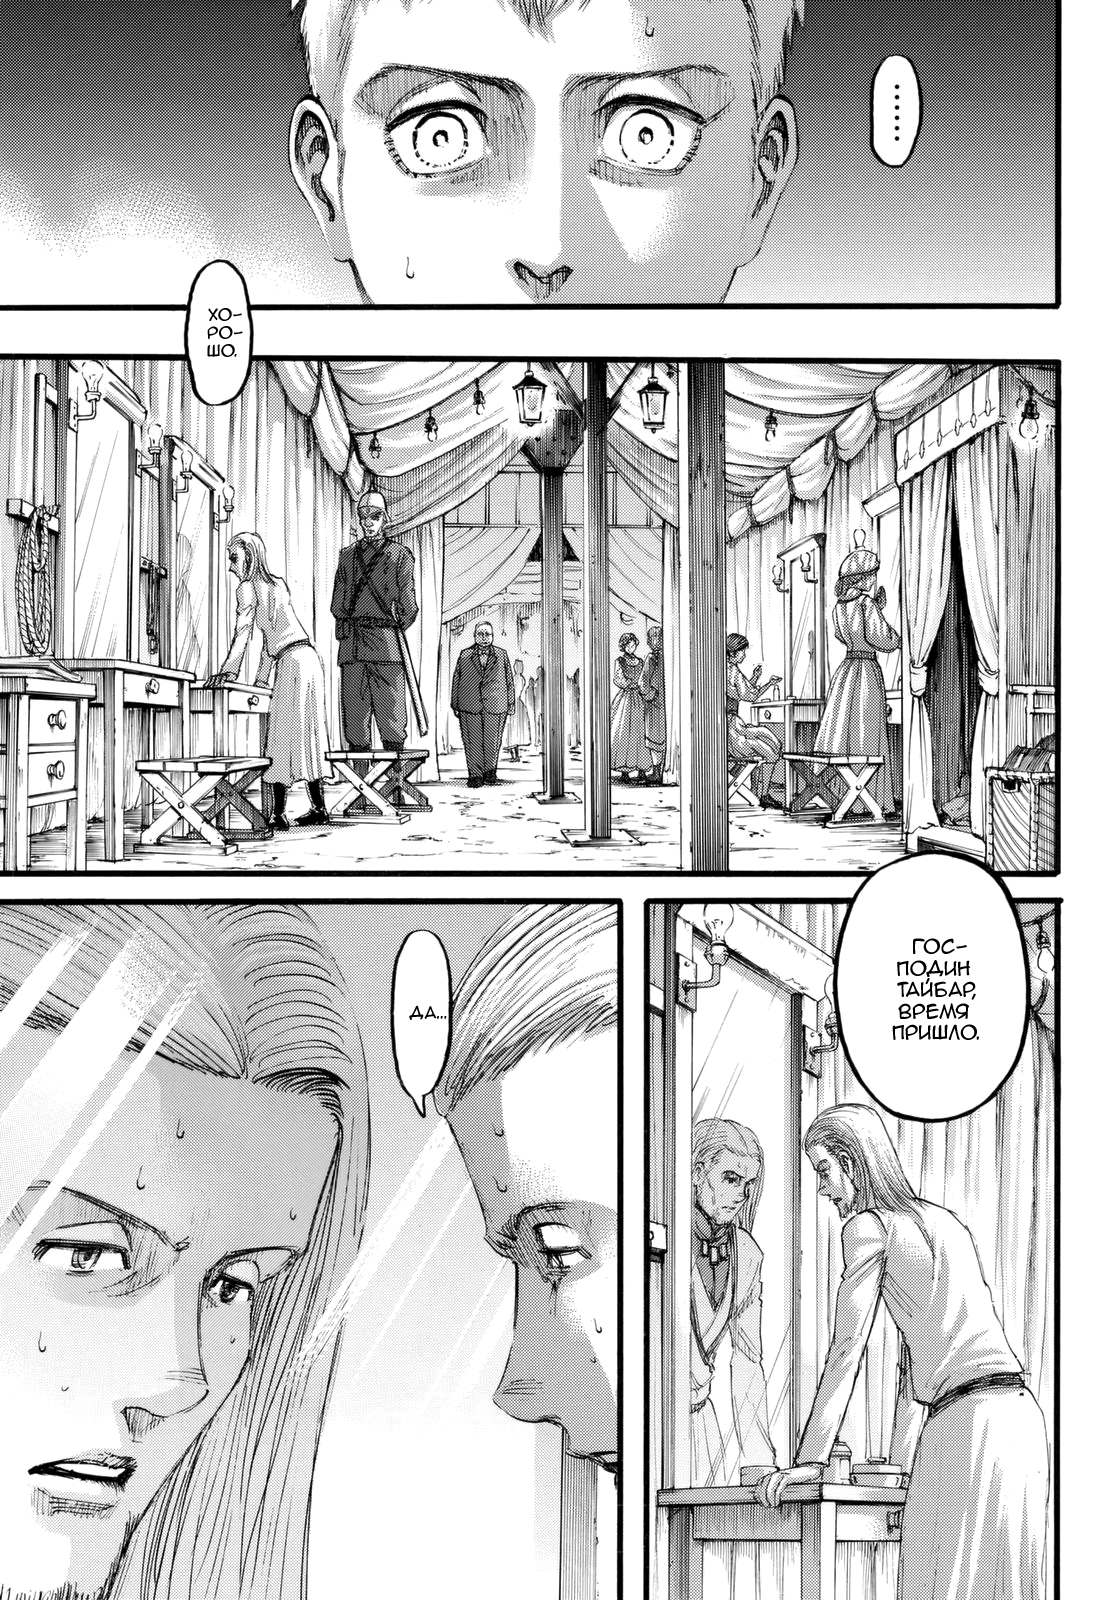 ......
ХО-
РО-
ШО.
ГОС-
ПОДИН
ТАЙБАР,
ВРЕМЯ
ПРИШЛО.
ДА...